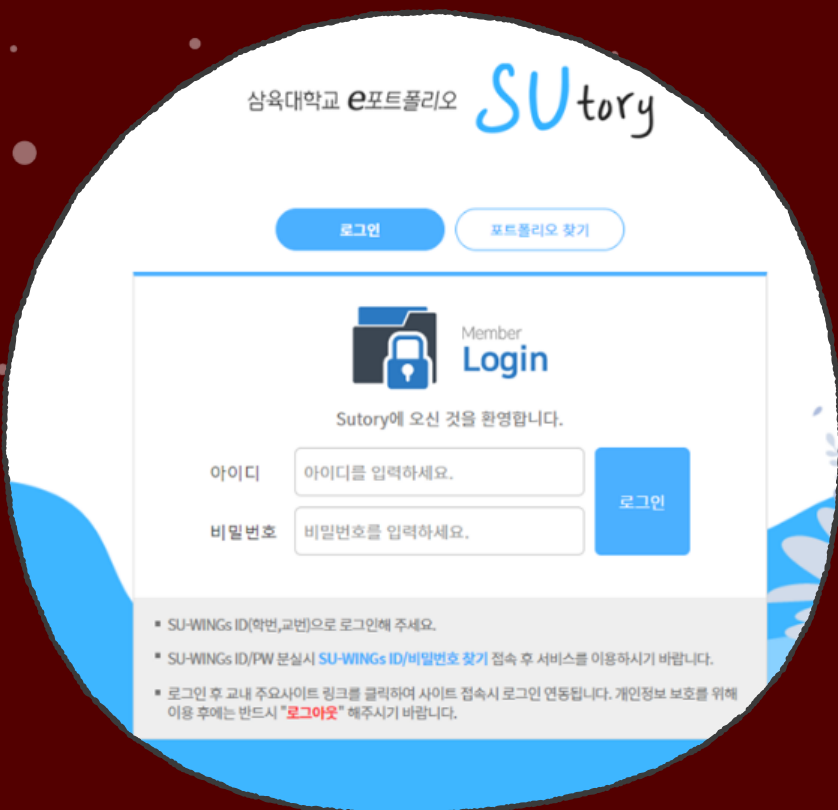 삼육대학교 e포트폴리오 SUtory
로그인 포트폴리오 찾기
Member
Login
Sutory에 오신 것을 환영합니다.
아이디 아이디를 입력하세요.
로그인
비밀번호 비밀번호를 입력하세요.
▪ SU-WINGs ID(학번,교번)으로 로그인해 주세요.
▪ SU-WINGs ID/PW 분실시 SU-WINGs ID/비밀번호 찾기 접속 후 서비스를 이용하시기 바랍니다.
▪ 로그인 후 교내 주요사이트 링크를 클릭하여 사이트 접속시 로그인 연동됩니다. 개인정보 보호를 위해
이용 후에는 반드시 "로그아웃" 해주시기 바랍니다.